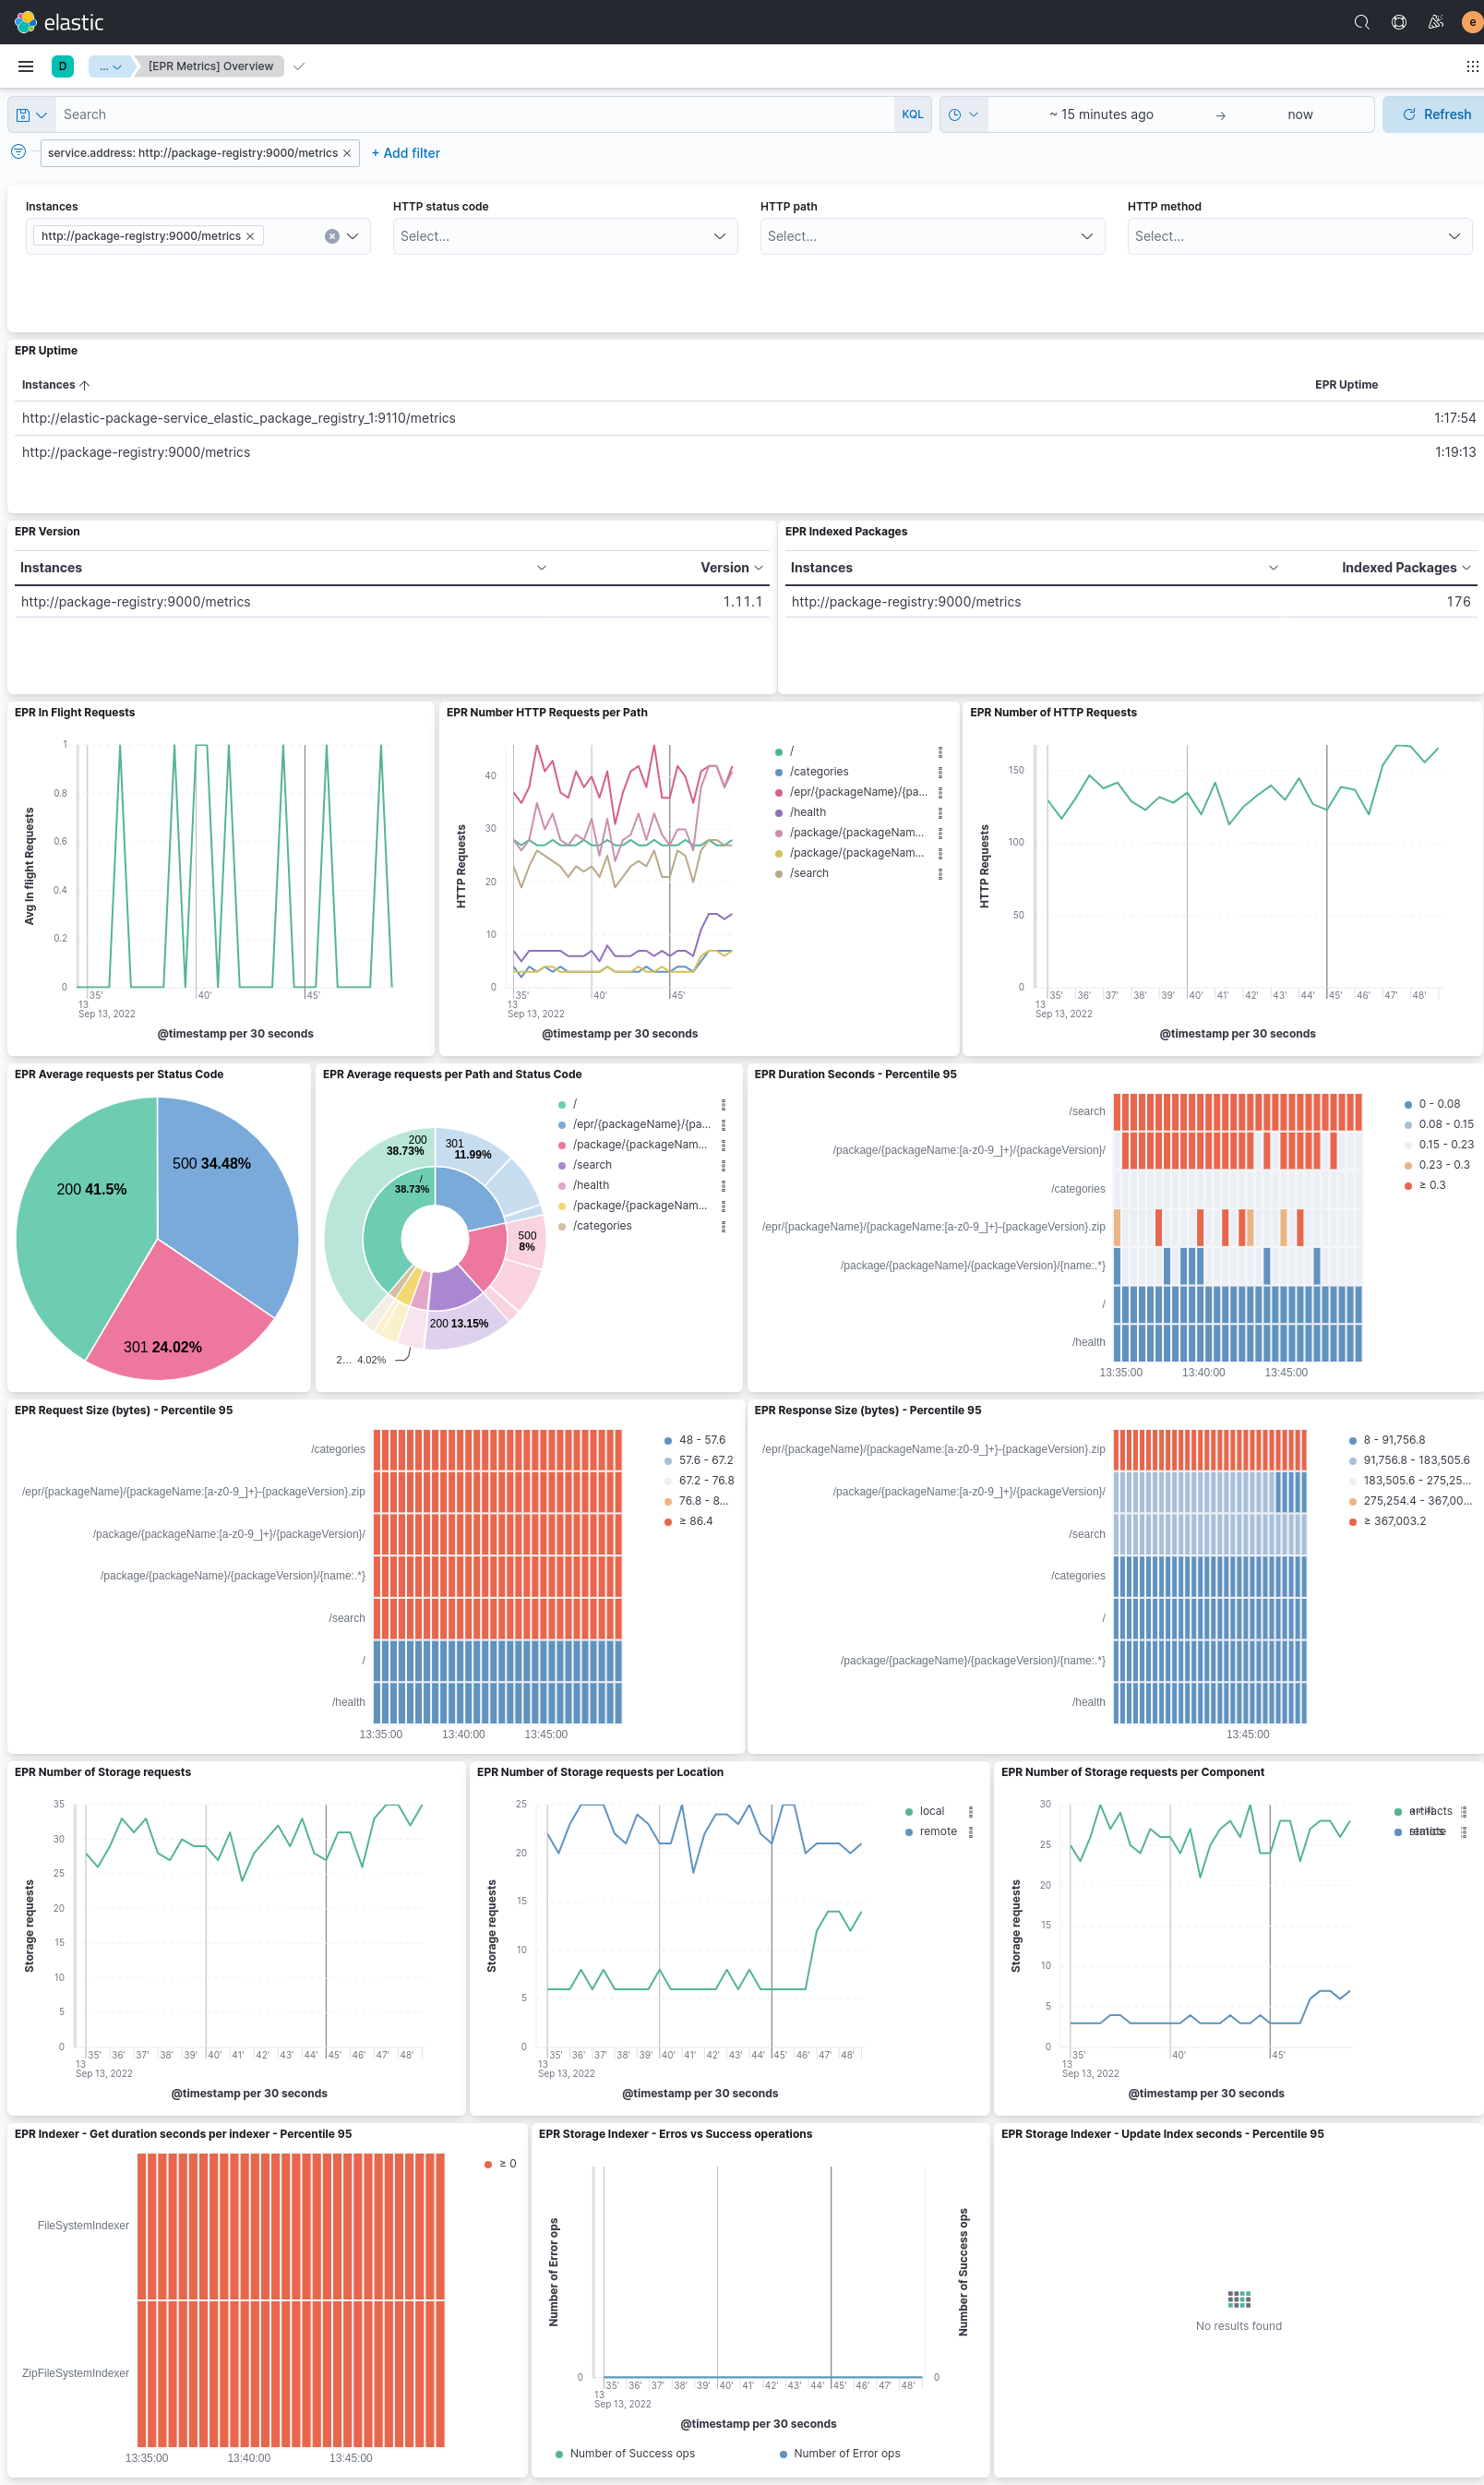 elastic
e
D
...
[EPR Metrics] Overview
Search
KQL
~ 15 minutes ago
→
now
Refresh
service.address: http://package-registry:9000/metrics ×
+ Add filter
Instances
HTTP status code
HTTP path
HTTP method
http://package-registry:9000/metrics ×
Select...
Select...
Select...
EPR Uptime
Instances ↑
EPR Uptime
http://elastic-package-service_elastic_package_registry_1:9110/metrics
1:17:54
http://package-registry:9000/metrics
1:19:13
EPR Version
Instances
Version
http://package-registry:9000/metrics
1.11.1
EPR Indexed Packages
Instances
Indexed Packages
http://package-registry:9000/metrics
176
EPR In Flight Requests
Avg In flight Requests
1
0.8
0.6
0.4
0.2
0
35'
40'
45'
13
Sep 13, 2022
@timestamp per 30 seconds
EPR Number HTTP Requests per Path
HTTP Requests
40
30
20
10
0
35'
40'
45'
13
Sep 13, 2022
@timestamp per 30 seconds
/
/categories
/epr/{packageName}/{pa...
/health
/package/{packageNam...
/package/{packageNam...
/search
EPR Number of HTTP Requests
HTTP Requests
150
100
50
0
35' 36' 37' 38' 39' 40' 41' 42' 43' 44' 45' 46' 47' 48'
13
Sep 13, 2022
@timestamp per 30 seconds
EPR Average requests per Status Code
500 34.48%
200 41.5%
301 24.02%
EPR Average requests per Path and Status Code
200
38.73%
301
11.99%
/
38.73%
500
8%
200 13.15%
2... 4.02%
/
/epr/{packageName}/{pa...
/package/{packageNam...
/search
/health
/package/{packageNam...
/categories
EPR Duration Seconds - Percentile 95
/search
/package/{packageName:[a-z0-9_]+}/{packageVersion}/
/categories
/epr/{packageName}/{packageName:[a-z0-9_]+}-{packageVersion}.zip
/package/{packageName}/{packageVersion}/{name:.*}
/
/health
13:35:00
13:40:00
13:45:00
0 - 0.08
0.08 - 0.15
0.15 - 0.23
0.23 - 0.3
≥ 0.3
EPR Request Size (bytes) - Percentile 95
/categories
/epr/{packageName}/{packageName:[a-z0-9_]+}-{packageVersion}.zip
/package/{packageName:[a-z0-9_]+}/{packageVersion}/
/package/{packageName}/{packageVersion}/{name:.*}
/search
/
/health
13:35:00
13:40:00
13:45:00
48 - 57.6
57.6 - 67.2
67.2 - 76.8
76.8 - 8...
≥ 86.4
EPR Response Size (bytes) - Percentile 95
/epr/{packageName}/{packageName:[a-z0-9_]+}-{packageVersion}.zip
/package/{packageName:[a-z0-9_]+}/{packageVersion}/
/search
/categories
/
/package/{packageName}/{packageVersion}/{name:.*}
/health
13:45:00
8 - 91,756.8
91,756.8 - 183,505.6
183,505.6 - 275,25...
275,254.4 - 367,00...
≥ 367,003.2
EPR Number of Storage requests
Storage requests
35
30
25
20
15
10
5
0
35' 36' 37' 38' 39' 40' 41' 42' 43' 44' 45' 46' 47' 48'
13
Sep 13, 2022
@timestamp per 30 seconds
EPR Number of Storage requests per Location
Storage requests
25
20
15
10
5
0
35' 36' 37' 38' 39' 40' 41' 42' 43' 44' 45' 46' 47' 48'
13
Sep 13, 2022
@timestamp per 30 seconds
local
remote
EPR Number of Storage requests per Component
Storage requests
30
25
20
15
10
5
0
35'
40'
45'
13
Sep 13, 2022
@timestamp per 30 seconds
EPR Indexer - Get duration seconds per indexer - Percentile 95
FileSystemIndexer
ZipFileSystemIndexer
13:35:00
13:40:00
13:45:00
≥ 0
EPR Storage Indexer - Erros vs Success operations
Number of Error ops
Number of Success ops
0
0
35' 36' 37' 38' 39' 40' 41' 42' 43' 44' 45' 46' 47' 48'
13
Sep 13, 2022
@timestamp per 30 seconds
Number of Success ops
Number of Error ops
EPR Storage Indexer - Update Index seconds - Percentile 95
No results found